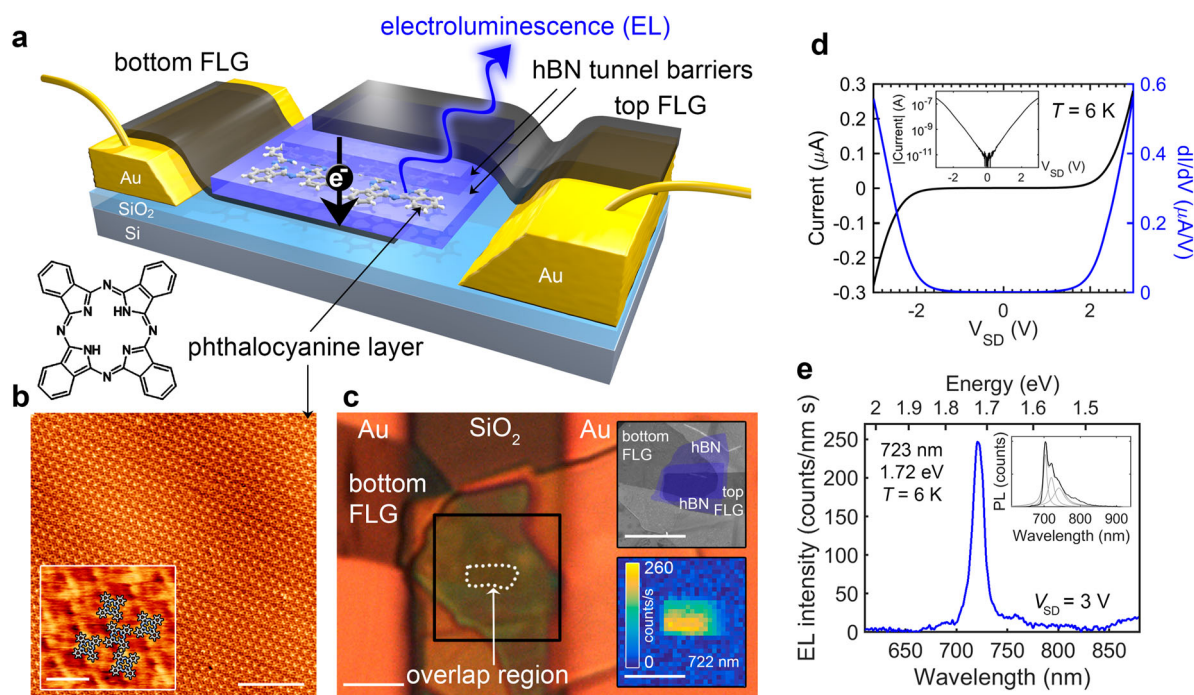 a
electroluminescence (EL)
bottom FLG
hBN tunnel barriers
top FLG
e-
Au
SiO2
Si
Au
N
N
HN
N
N
NH
N
N
phthalocyanine layer
b
c
Au
SiO2
Au
bottom
FLG
overlap region
bottom
FLG
hBN
hBN
top
FLG
260
counts/s
0
722 nm
d
0.3
0.2
0.1
0
-0.1
-0.2
-0.3
Current (μA)
-2
0
2
VSD (V)
0.6
0.4
0.2
0
dI/dV (μA/V)
T = 6 K
|Current| (A)
10-7
10-9
10-11
-2
0
2
VSD (V)
e
Energy (eV)
2
1.9
1.8
1.7
1.6
1.5
EL intensity (counts/nm s)
250
200
150
100
50
0
723 nm
1.72 eV
T = 6 K
VSD = 3 V
PL (counts)
700
800
900
Wavelength (nm)
650
700
750
800
850
Wavelength (nm)